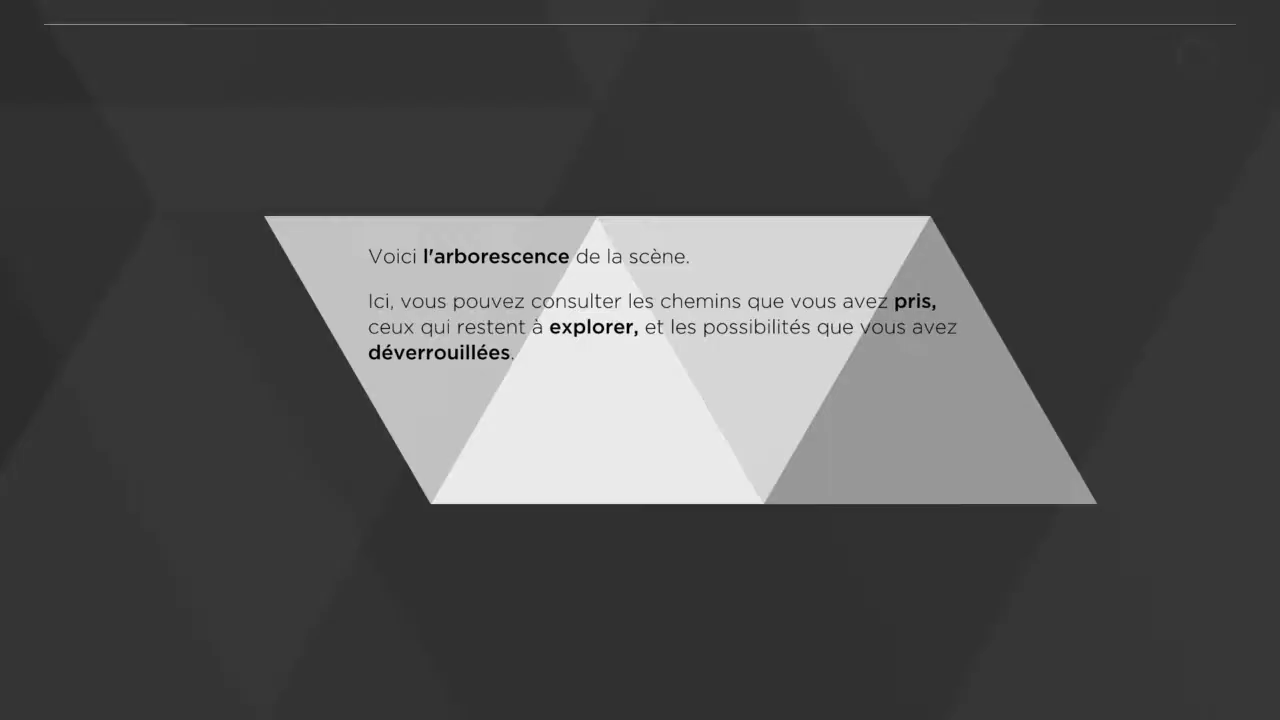 Voici l'arborescence de la scène.
Ici, vous pouvez consulter les chemins que vous avez pris,
ceux qui restent à explorer, et les possibilités que vous avez
déverrouillées.